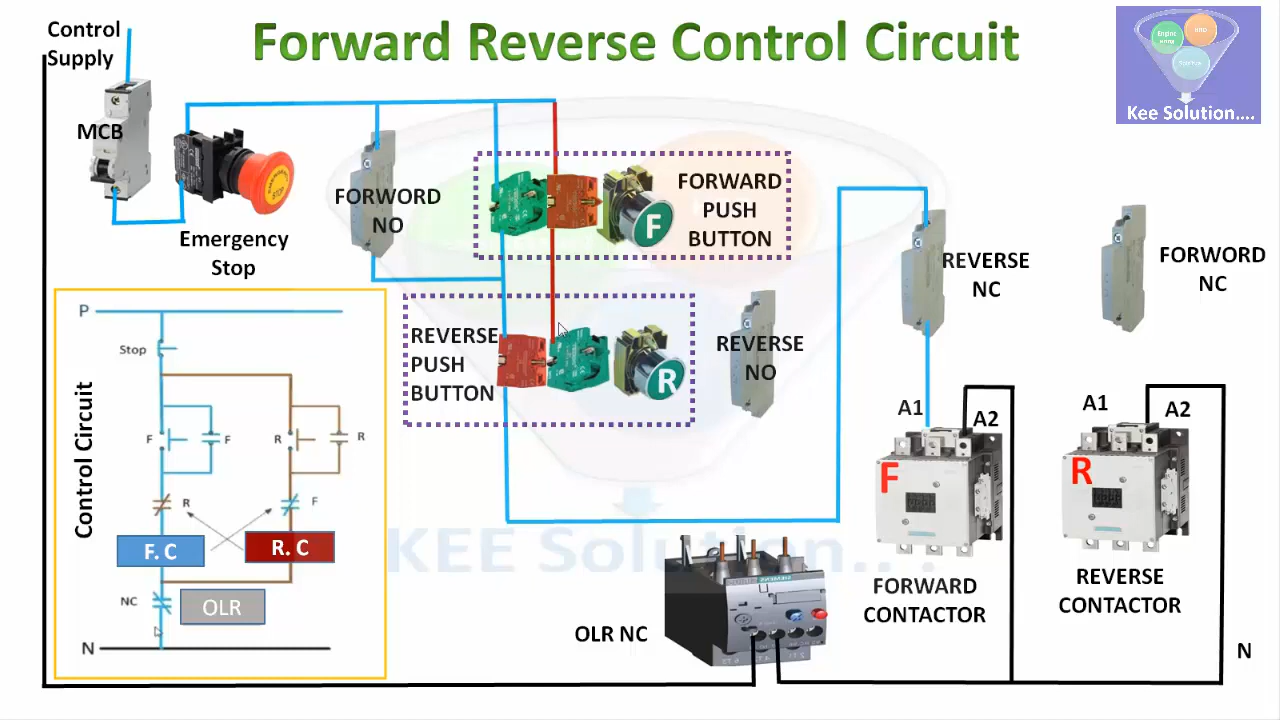 Forward Reverse Control Circuit
Control
Supply
MCB
Emergency
Stop
FORWORD
NO
FORWARD
PUSH
BUTTON
F
REVERSE
PUSH
BUTTON
R
REVERSE
NO
REVERSE
NC
FORWORD
NC
Kee Solution....
P
Stop
Control Circuit
F
F
R
R
R
F
F. C
R. C
NC
OLR
N
A1
A2
F
FORWARD
CONTACTOR
A1
A2
R
REVERSE
CONTACTOR
OLR NC
N
KEE Solution.. .